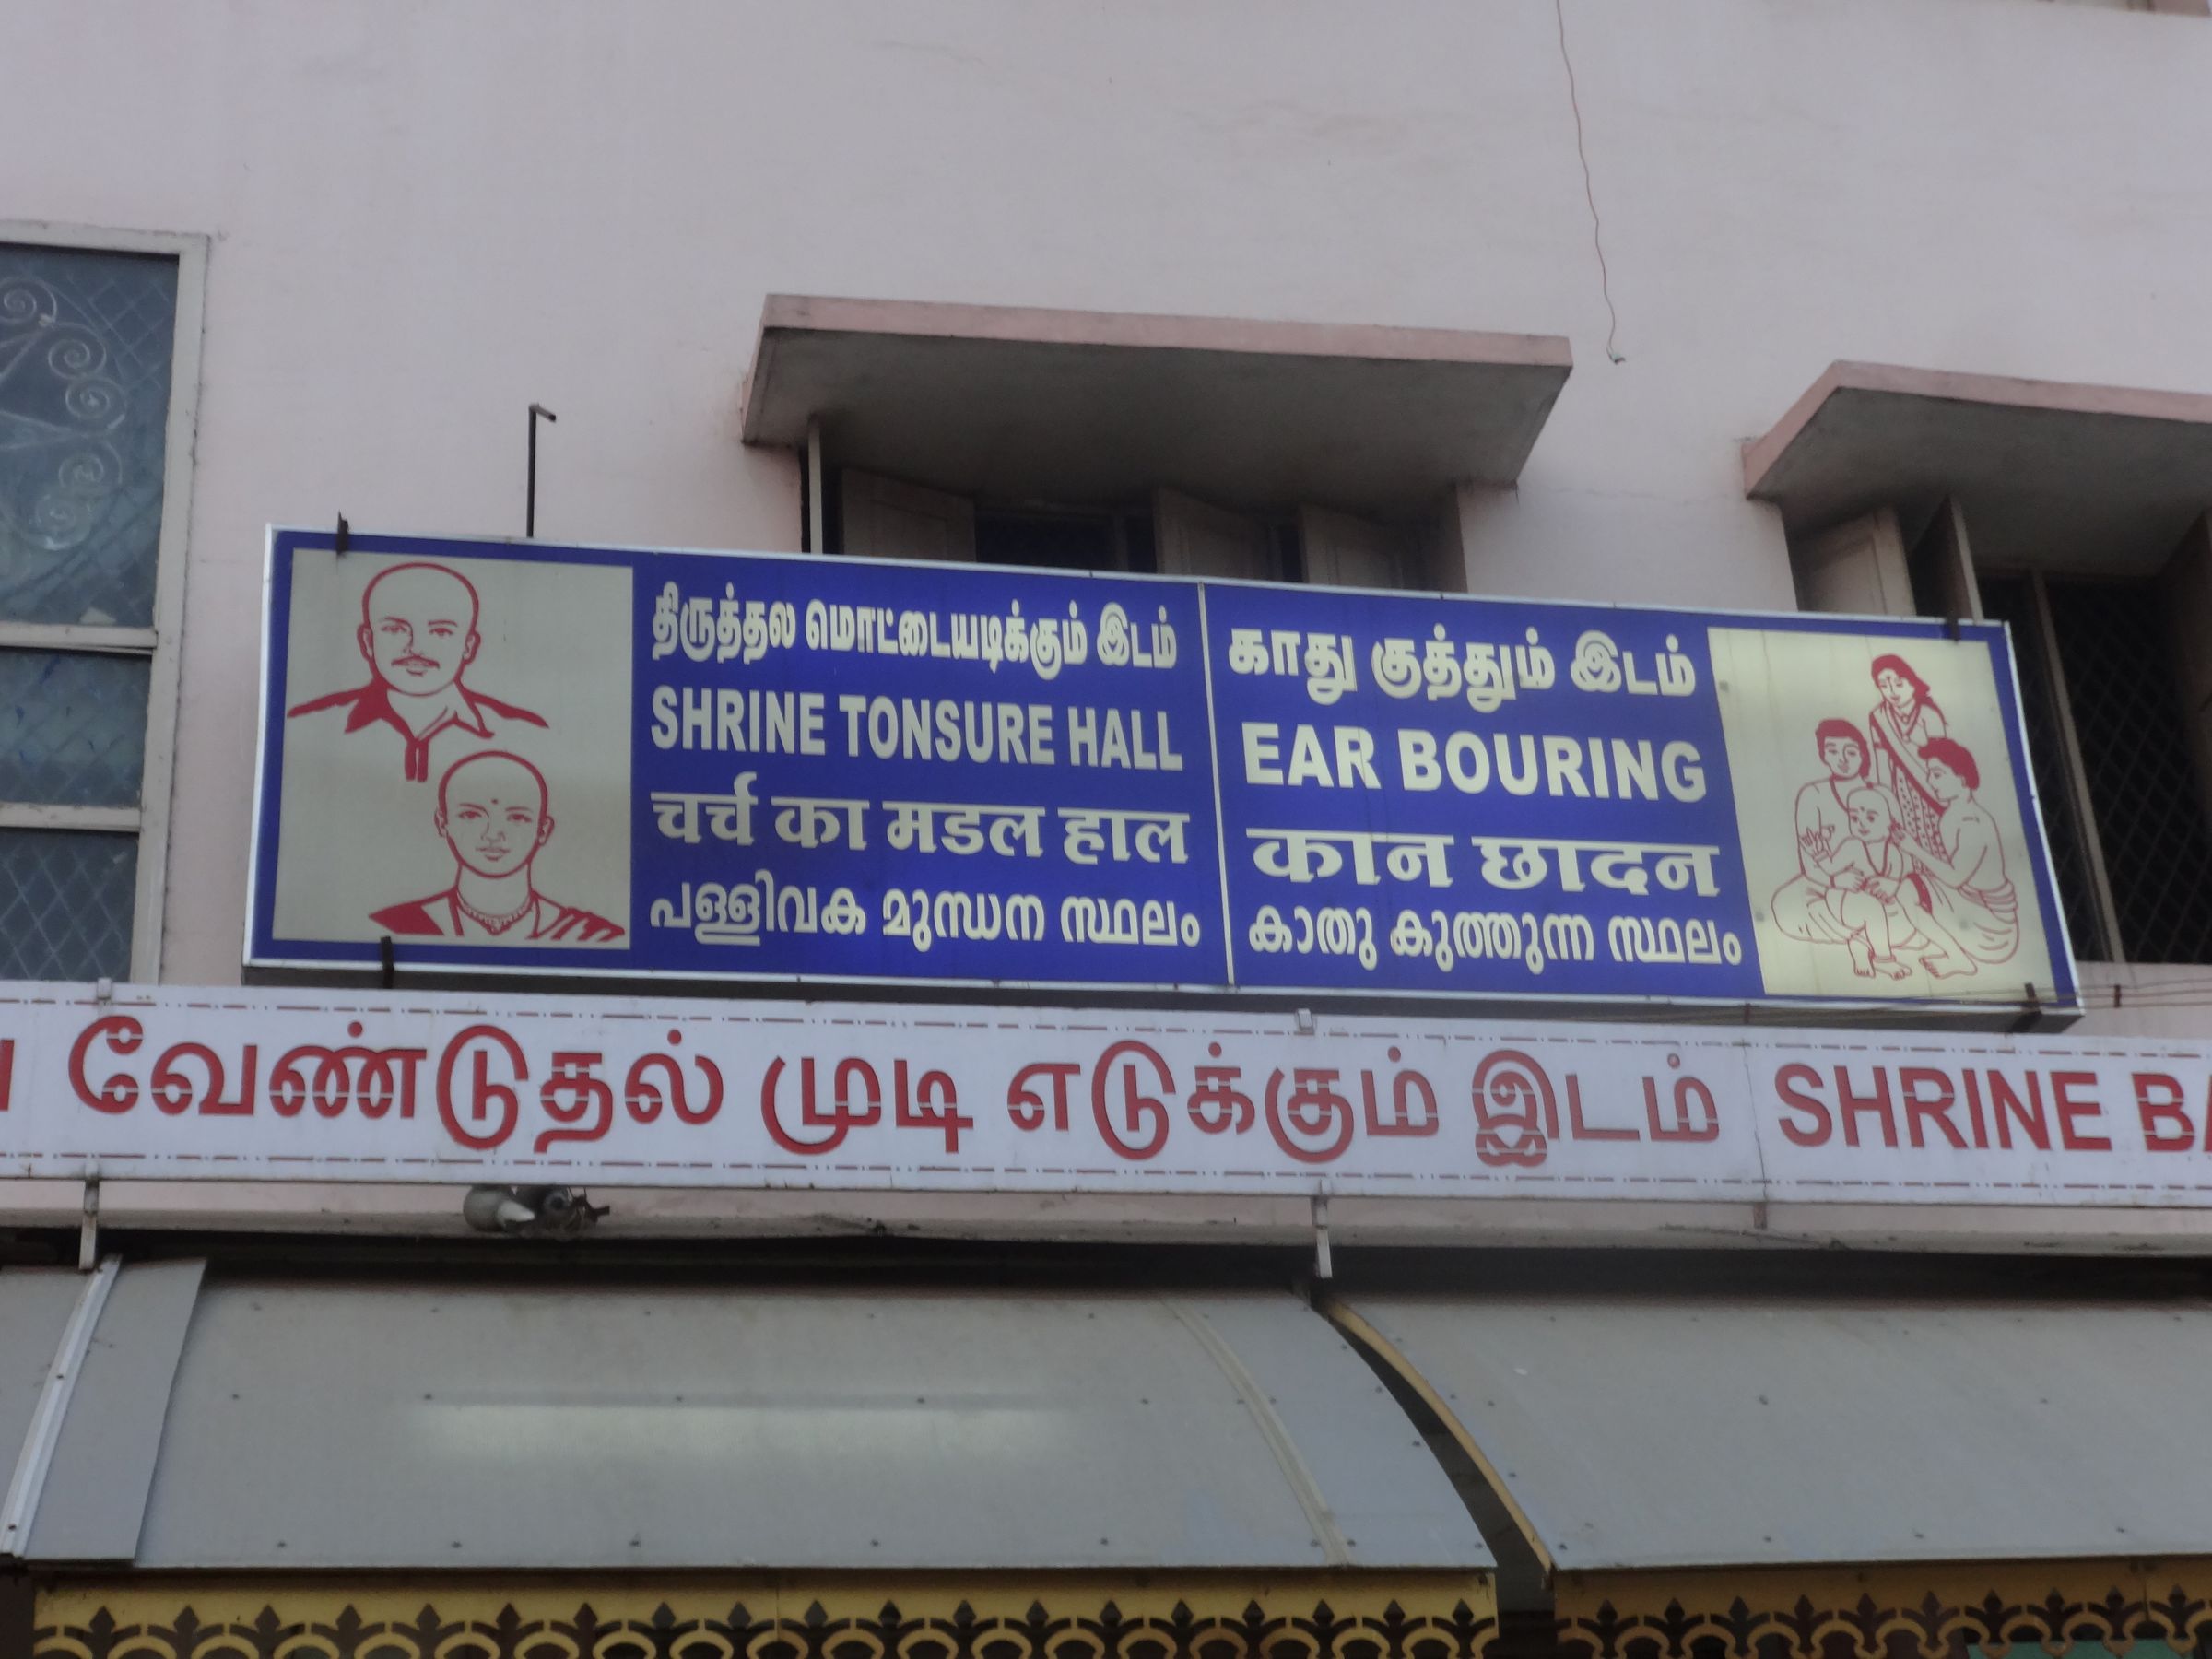 திருத்தல மொட்டையடிக்கும் இடம்
SHRINE TONSURE HALL
चर्च का मडल हाल
പള്ളിവക മുന്ധന സ്ഥലം
காது குத்தும் இடம்
EAR BOURING
कान छादन
കാതു കുത്തുന്ന സ്ഥലം
வேண்டுதல் முடி எடுக்கும் இடம் SHRINE